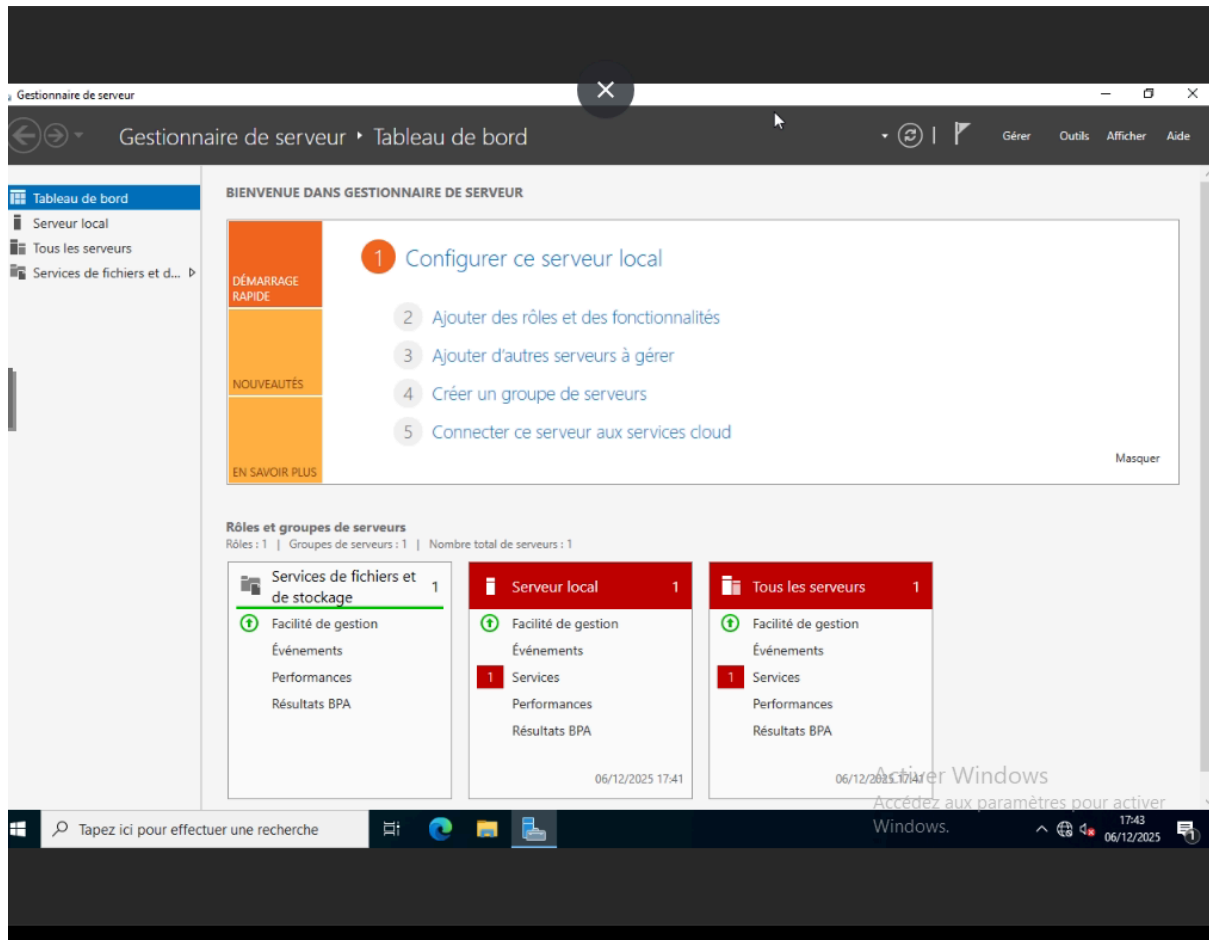 Gestionnaire de serveur
Gestionnaire de serveur ‣ Tableau de bord
Gérer Outils Afficher Aide
Tableau de bord
Serveur local
Tous les serveurs
Services de fichiers et d...
BIENVENUE DANS GESTIONNAIRE DE SERVEUR
DÉMARRAGE
RAPIDE
NOUVEAUTÉS
EN SAVOIR PLUS
1 Configurer ce serveur local
2 Ajouter des rôles et des fonctionnalités
3 Ajouter d'autres serveurs à gérer
4 Créer un groupe de serveurs
5 Connecter ce serveur aux services cloud
Masquer
Rôles et groupes de serveurs
Rôles : 1 | Groupes de serveurs : 1 | Nombre total de serveurs : 1
Services de fichiers et
de stockage 1
Facilité de gestion
Événements
Performances
Résultats BPA
Serveur local 1
Facilité de gestion
Événements
1 Services
Performances
Résultats BPA
06/12/2025 17:41
Tous les serveurs 1
Facilité de gestion
Événements
1 Services
Performances
Résultats BPA
06/12/2025 17:41
Activer Windows
Accédez aux paramètres pour activer
Windows.
Tapez ici pour effectuer une recherche
17:43
06/12/2025
1